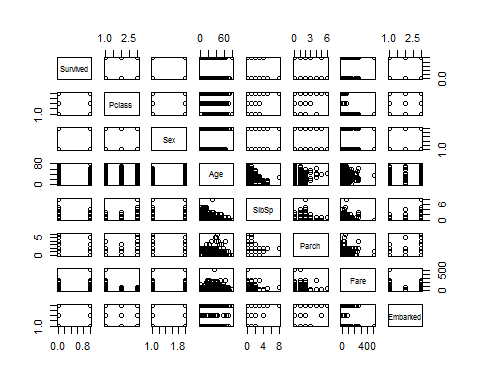 1.0 2.5 0 60 0 3 6 1.0 2.5
Survived 0.0
1.0 Pclass
Sex 1.0
0 80 Age
SibSp 0 6
0 5 Parch
Fare 0 500
1.0 Embarked
0.0 0.8 1.0 1.8 0 4 8 0 400